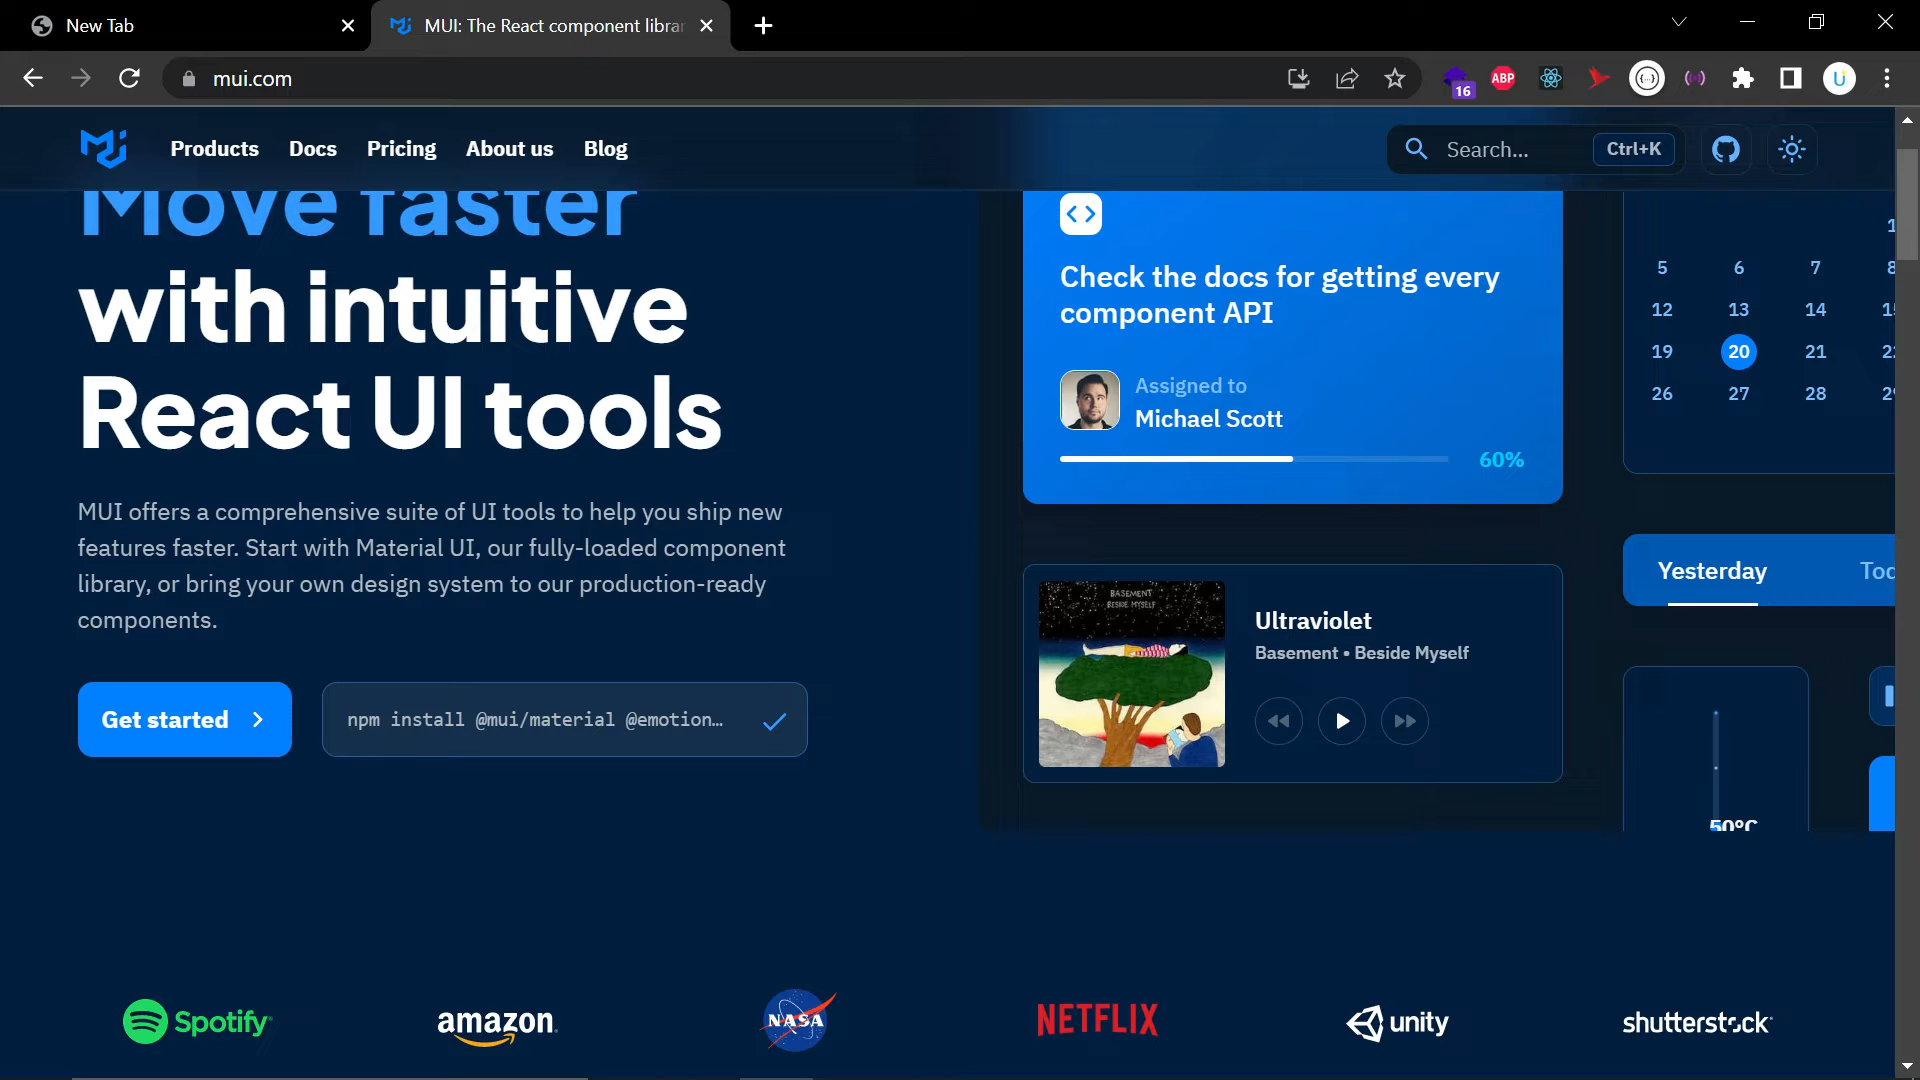 New Tab
MUI: The React component librar
mui.com
16
ABP
U
Products Docs Pricing About us Blog
Search...
Ctrl+K
Move faster
with intuitive
React UI tools
MUI offers a comprehensive suite of UI tools to help you ship new
features faster. Start with Material UI, our fully-loaded component
library, or bring your own design system to our production-ready
components.
Get started
npm install @mui/material @emotion...
Check the docs for getting every
component API
Assigned to
Michael Scott
60%
BASEMENT
BESIDE MYSELF
Ultraviolet
Basement • Beside Myself
1
5 6 7 8
12 13 14 15
19 20 21 22
26 27 28 29
Yesterday
50°C
Spotify
amazon
NASA
NETFLIX
unity
shutterstock